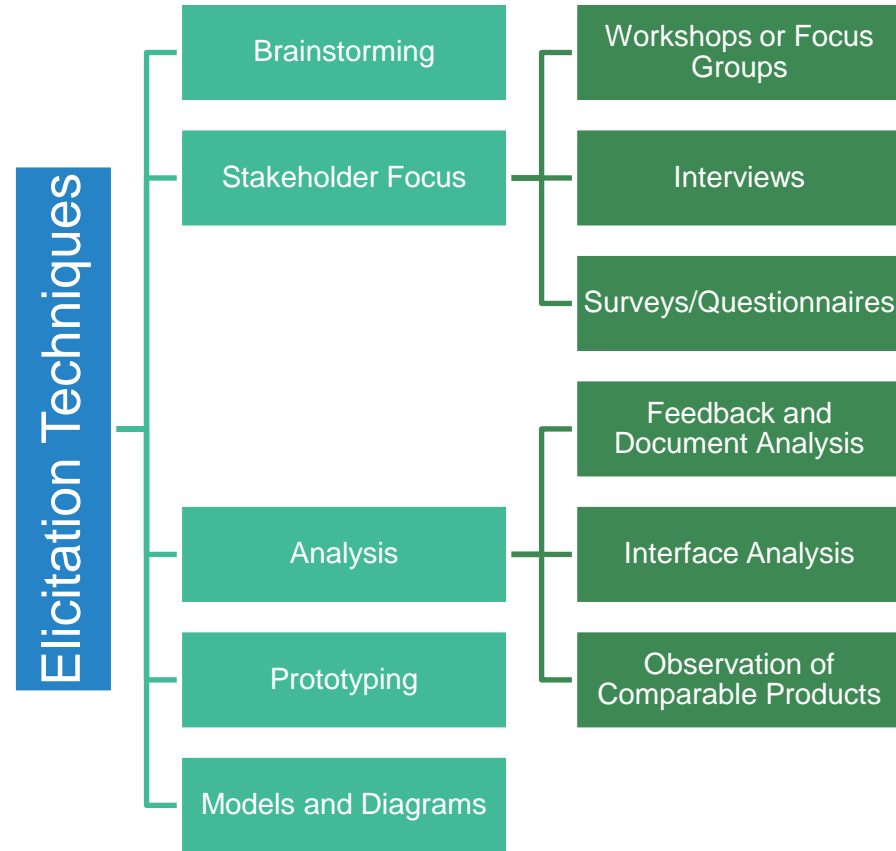 Elicitation Techniques
Brainstorming
Stakeholder Focus
Workshops or Focus
Groups
Interviews
Surveys/Questionnaires
Analysis
Feedback and
Document Analysis
Interface Analysis
Observation of
Comparable Products
Prototyping
Models and Diagrams